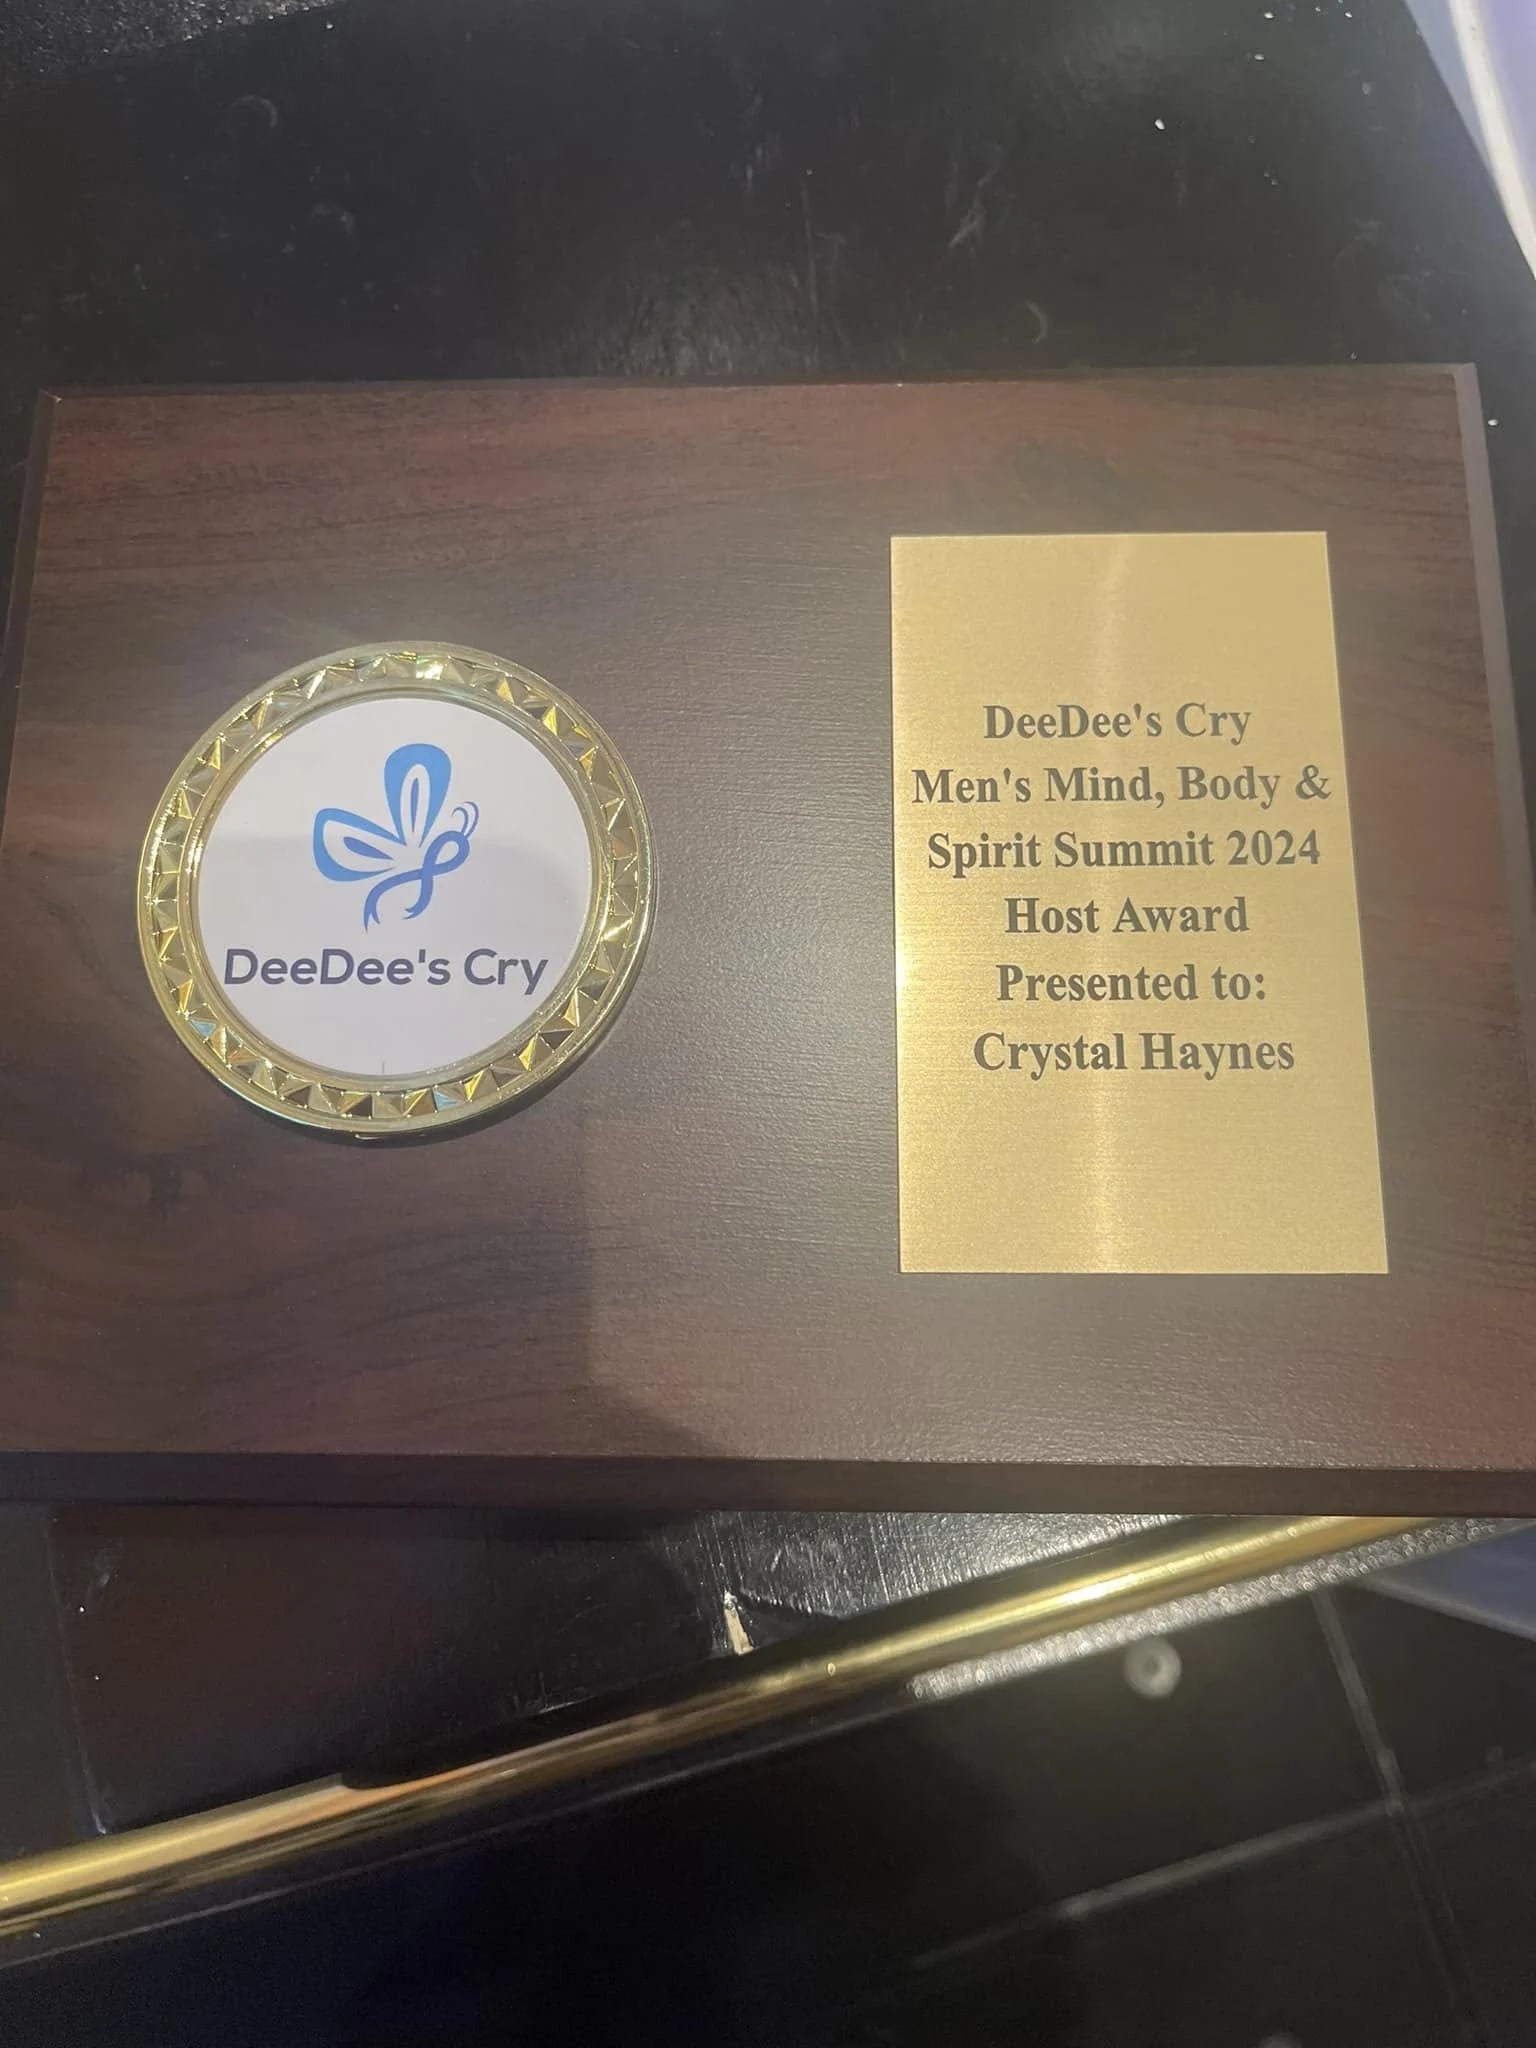 DeeDee's Cry
DeeDee's Cry
Men's Mind, Body &
Spirit Summit 2024
Host Award
Presented to:
Crystal Haynes